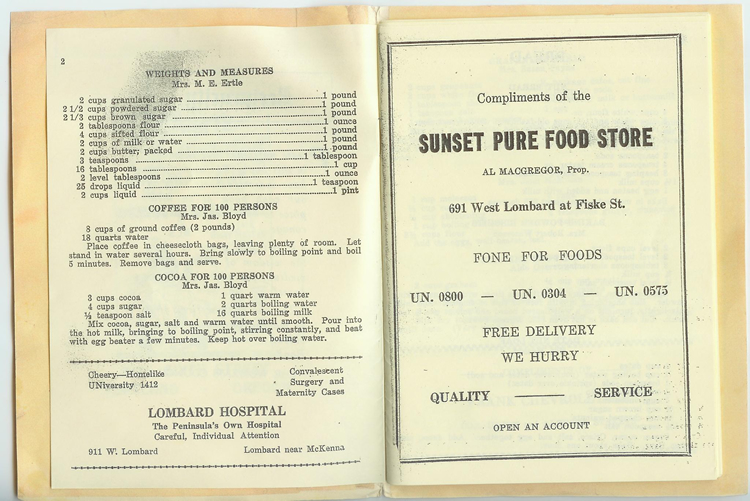 2
WEIGHTS AND MEASURES
Mrs. M. E. Ertle
2 cups granulated sugar ........ 1 pound
2 1/2 cups powdered sugar ........ 1 pound
2 1/3 cups brown sugar ........ 1 pound
2 tablespoons flour ........ 1 ounce
4 cups sifted flour ........ 1 pound
2 cups of milk or water ........ 1 pound
2 cups butter, packed ........ 1 pound
3 teaspoons ........ 1 tablespoon
16 tablespoons ........ 1 cup
2 level tablespoons ........ 1 ounce
25 drops liquid ........ 1 teaspoon
2 cups liquid ........ 1 pint
COFFEE FOR 100 PERSONS
Mrs. Jas. Bloyd
8 cups of ground coffee (2 pounds)
18 quarts water
Place coffee in cheesecloth bags, leaving plenty of room. Let
stand in water several hours. Bring slowly to boiling point and boil
5 minutes. Remove bags and serve.
COCOA FOR 100 PERSONS
Mrs. Jas. Bloyd
3 cups cocoa 1 quart warm water
4 cups sugar 2 quarts boiling water
½ teaspoon salt 16 quarts boiling milk
Mix cocoa, sugar, salt and warm water until smooth. Pour into
the hot milk, bringing to boiling point, stirring constantly, and beat
with egg beater a few minutes. Keep hot over boiling water.
Cheery—Homelike Convalescent
UNiversity 1412 Surgery and
Maternity Cases
LOMBARD HOSPITAL
The Peninsula's Own Hospital
Careful, Individual Attention
911 W. Lombard Lombard near McKenna
Compliments of the
SUNSET PURE FOOD STORE
AL MACGREGOR, Prop.
691 West Lombard at Fiske St.
FONE FOR FOODS
UN. 0800 — UN. 0304 — UN. 0575
FREE DELIVERY
WE HURRY
QUALITY ——— SERVICE
OPEN AN ACCOUNT